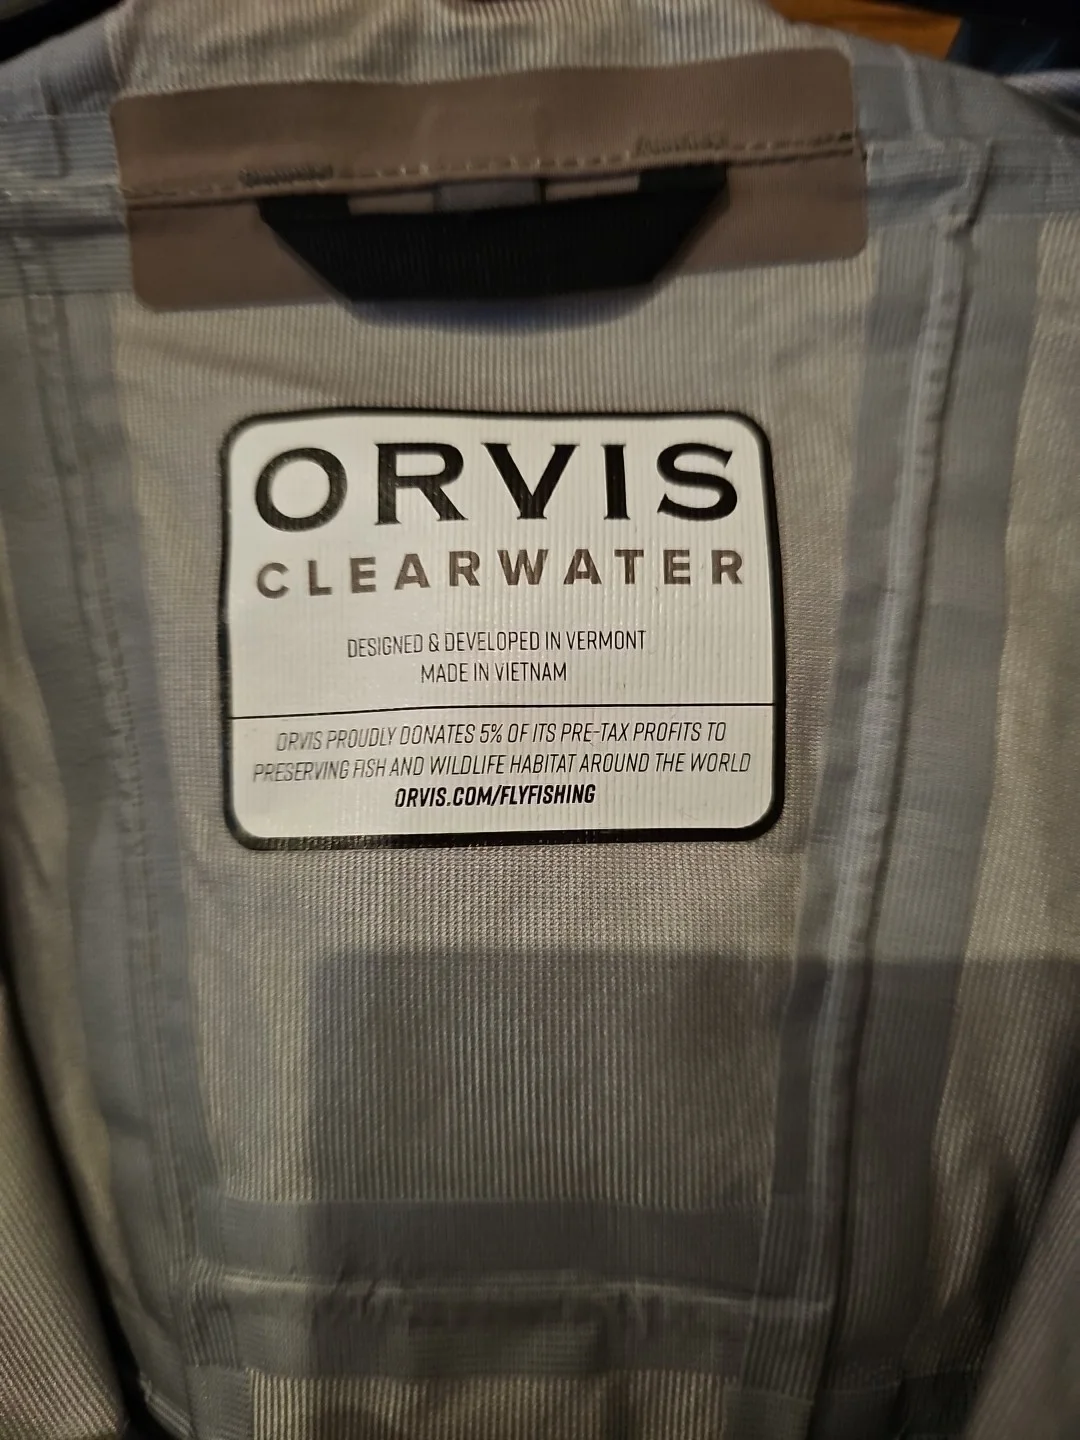 ORVIS
CLEARWATER
DESIGNED & DEVELOPED IN VERMONT
MADE IN VIETNAM
ORVIS PROUDLY DONATES 5% OF ITS PRE-TAX PROFITS TO
PRESERVING FISH AND WILDLIFE HABITAT AROUND THE WORLD
ORVIS.COM/FLYFISHING